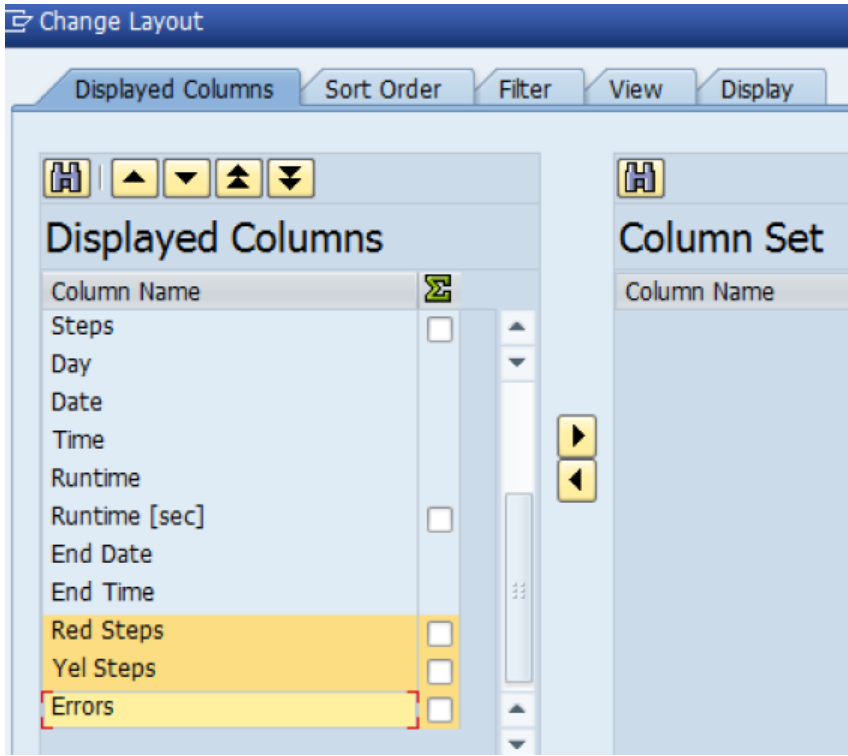 Change Layout
Displayed Columns Sort Order Filter View Display
Displayed Columns
Column Name
Steps
Day
Date
Time
Runtime
Runtime [sec]
End Date
End Time
Red Steps
Yel Steps
Errors
Column Set
Column Name